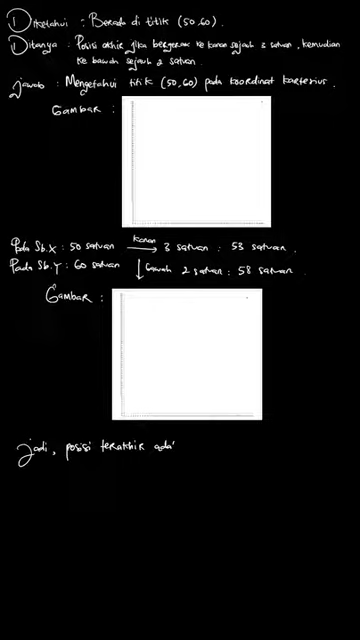 1 Diketahui : Berada di titik (50,60).
Ditanya : Posisi akhir jika bergerak ke kanan sejauh 3 satuan, kemudian
ke bawah sejauh 2 satuan.
Jawab : Mengetahui titik (50,60) pada koordinat kartesius.
Gambar :
Pada Sb.X : 50 satuan kanan → 3 satuan : 53 satuan.
Pada Sb.Y : 60 satuan ↓ bawah 2 satuan : 58 satuan.
Gambar :
Jadi, posisi terakhir ada